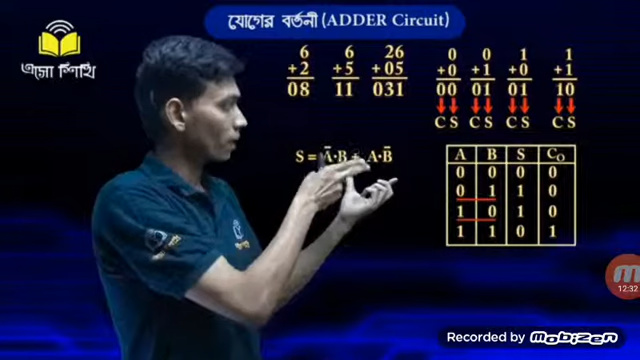 যোগের বর্তনী (ADDER Circuit)
এসো শিখি
6 6 26
+2 +5 +05
08 11 031
0 0 1 1
+0 +1 +0 +1
00 01 01 10
C S C S C S C S
S = A̅·B + A·B̅
A B S C₀
0 0 0 0
0 1 1 0
1 0 1 0
1 1 0 1
12:32
Recorded by Mobizen